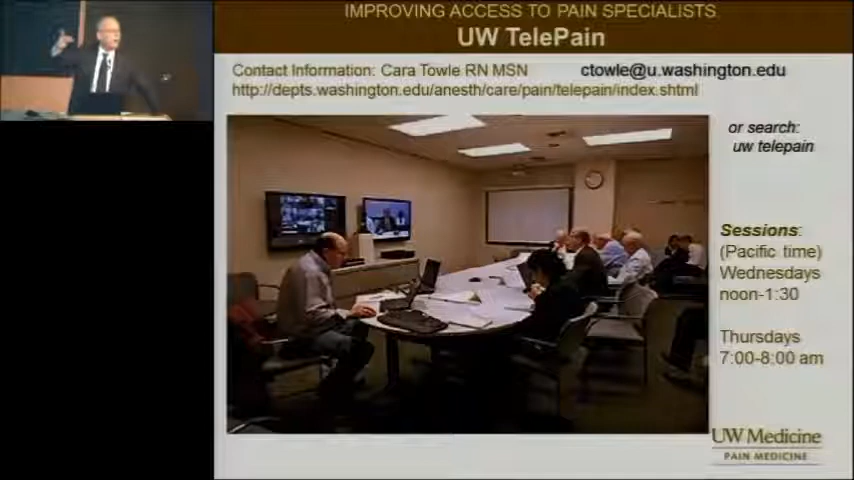 IMPROVING ACCESS TO PAIN SPECIALISTS
UW TelePain
Contact Information: Cara Towle RN MSN ctowle@u.washington.edu
http://depts.washington.edu/anesth/care/pain/telepain/index.shtml
or search:
uw telepain
Sessions:
(Pacific time)
Wednesdays
noon-1:30
Thursdays
7:00-8:00 am
UW Medicine
PAIN MEDICINE